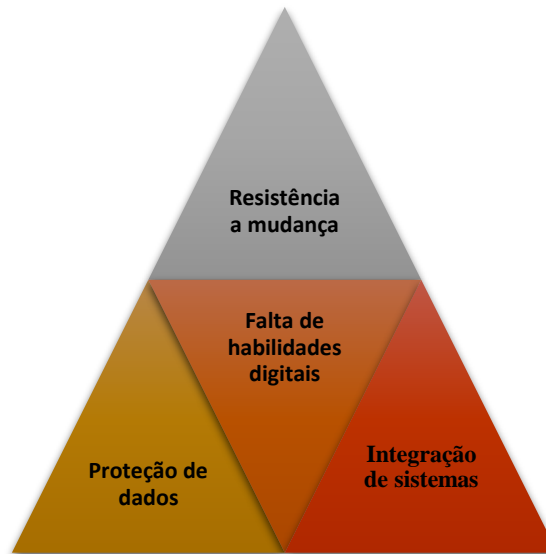 Resistência
a mudança
Falta de
habilidades
digitais
Proteção de
dados
Integração
de sistemas